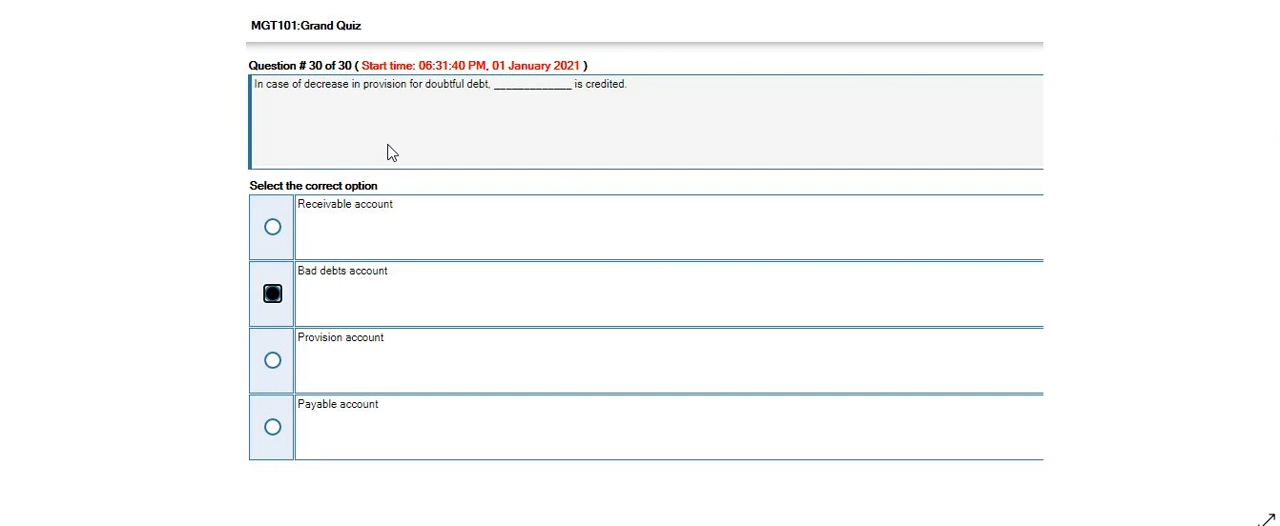 MGT101:Grand Quiz
Question # 30 of 30 ( Start time: 06:31:40 PM, 01 January 2021 )
In case of decrease in provision for doubtful debt, _____________ is credited.
Select the correct option
Receivable account
Bad debts account
Provision account
Payable account